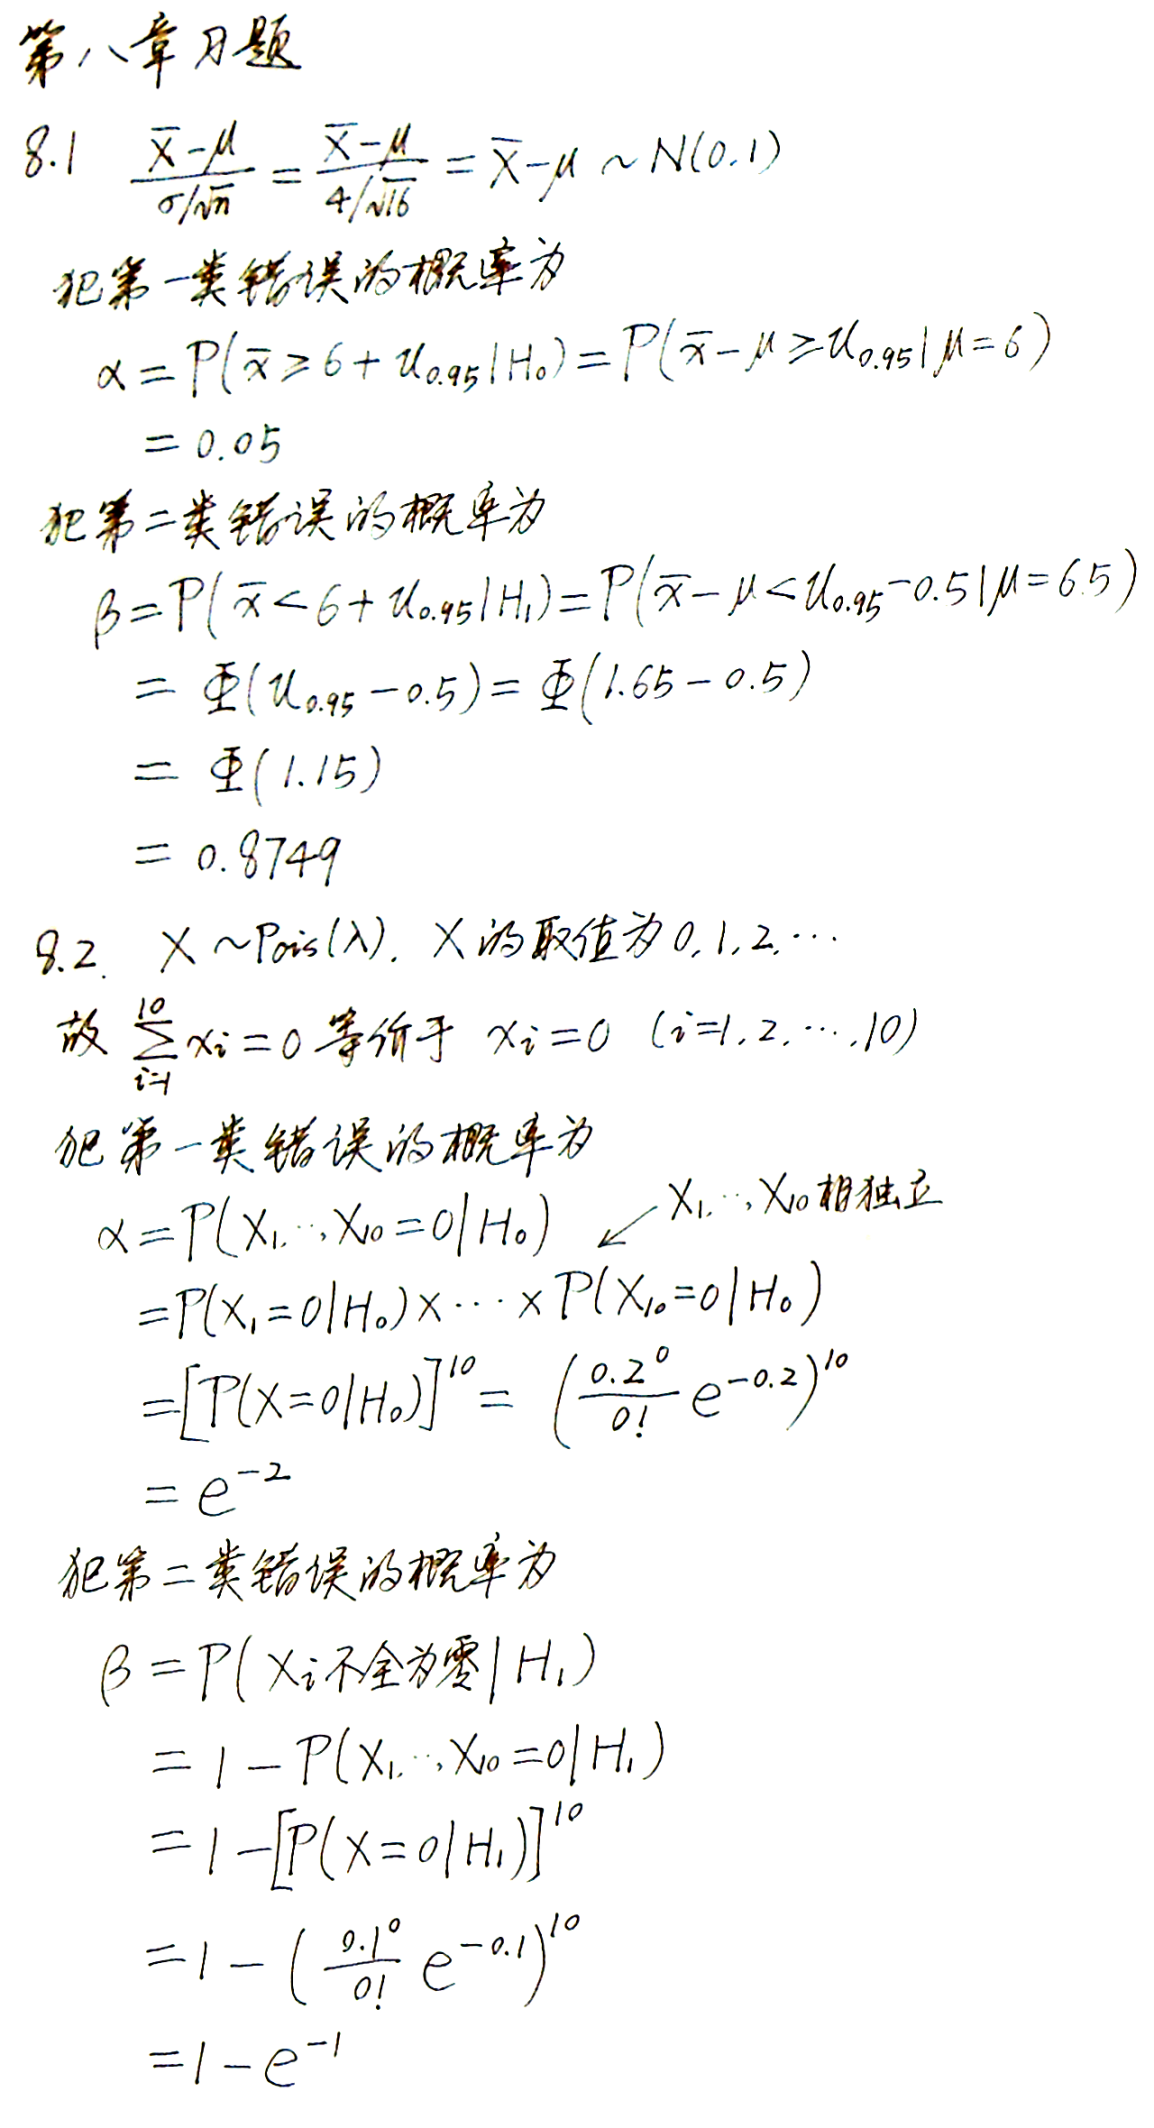 第八章习题
8.1 (X̄-μ)/(σ/√n) = (X̄-μ)/(4/√16) = X̄-μ ~ N(0.1)
犯第一类错误的概率为
α = P(x̄ ≥ 6 + u₀.₉₅ | H₀) = P(x̄ - μ ≥ u₀.₉₅ | μ = 6)
= 0.05
犯第二类错误的概率为
β = P(x̄ < 6 + u₀.₉₅ | H₁) = P(x̄ - μ < u₀.₉₅ - 0.5 | μ = 6.5)
= Φ(u₀.₉₅ - 0.5) = Φ(1.65 - 0.5)
= Φ(1.15)
= 0.8749
8.2. X ~ Pois(λ). X的取值为 0,1,2,…
故 ∑_{i=1}^{10} xi = 0 等价于 xi = 0 (i=1,2,…,10)
犯第一类错误的概率为
α = P(X₁,…,X₁₀ = 0 | H₀) ↙ X₁,…,X₁₀相独立
= P(X₁ = 0 | H₀) × … × P(X₁₀ = 0 | H₀)
= [P(X = 0 | H₀)]¹⁰ = (0.2⁰/0! e^{-0.2})¹⁰
= e⁻²
犯第二类错误的概率为
β = P(Xi不全为零 | H₁)
= 1 - P(X₁,…,X₁₀ = 0 | H₁)
= 1 - [P(X = 0 | H₁)]¹⁰
= 1 - (0.1⁰/0! e^{-0.1})¹⁰
= 1 - e⁻¹